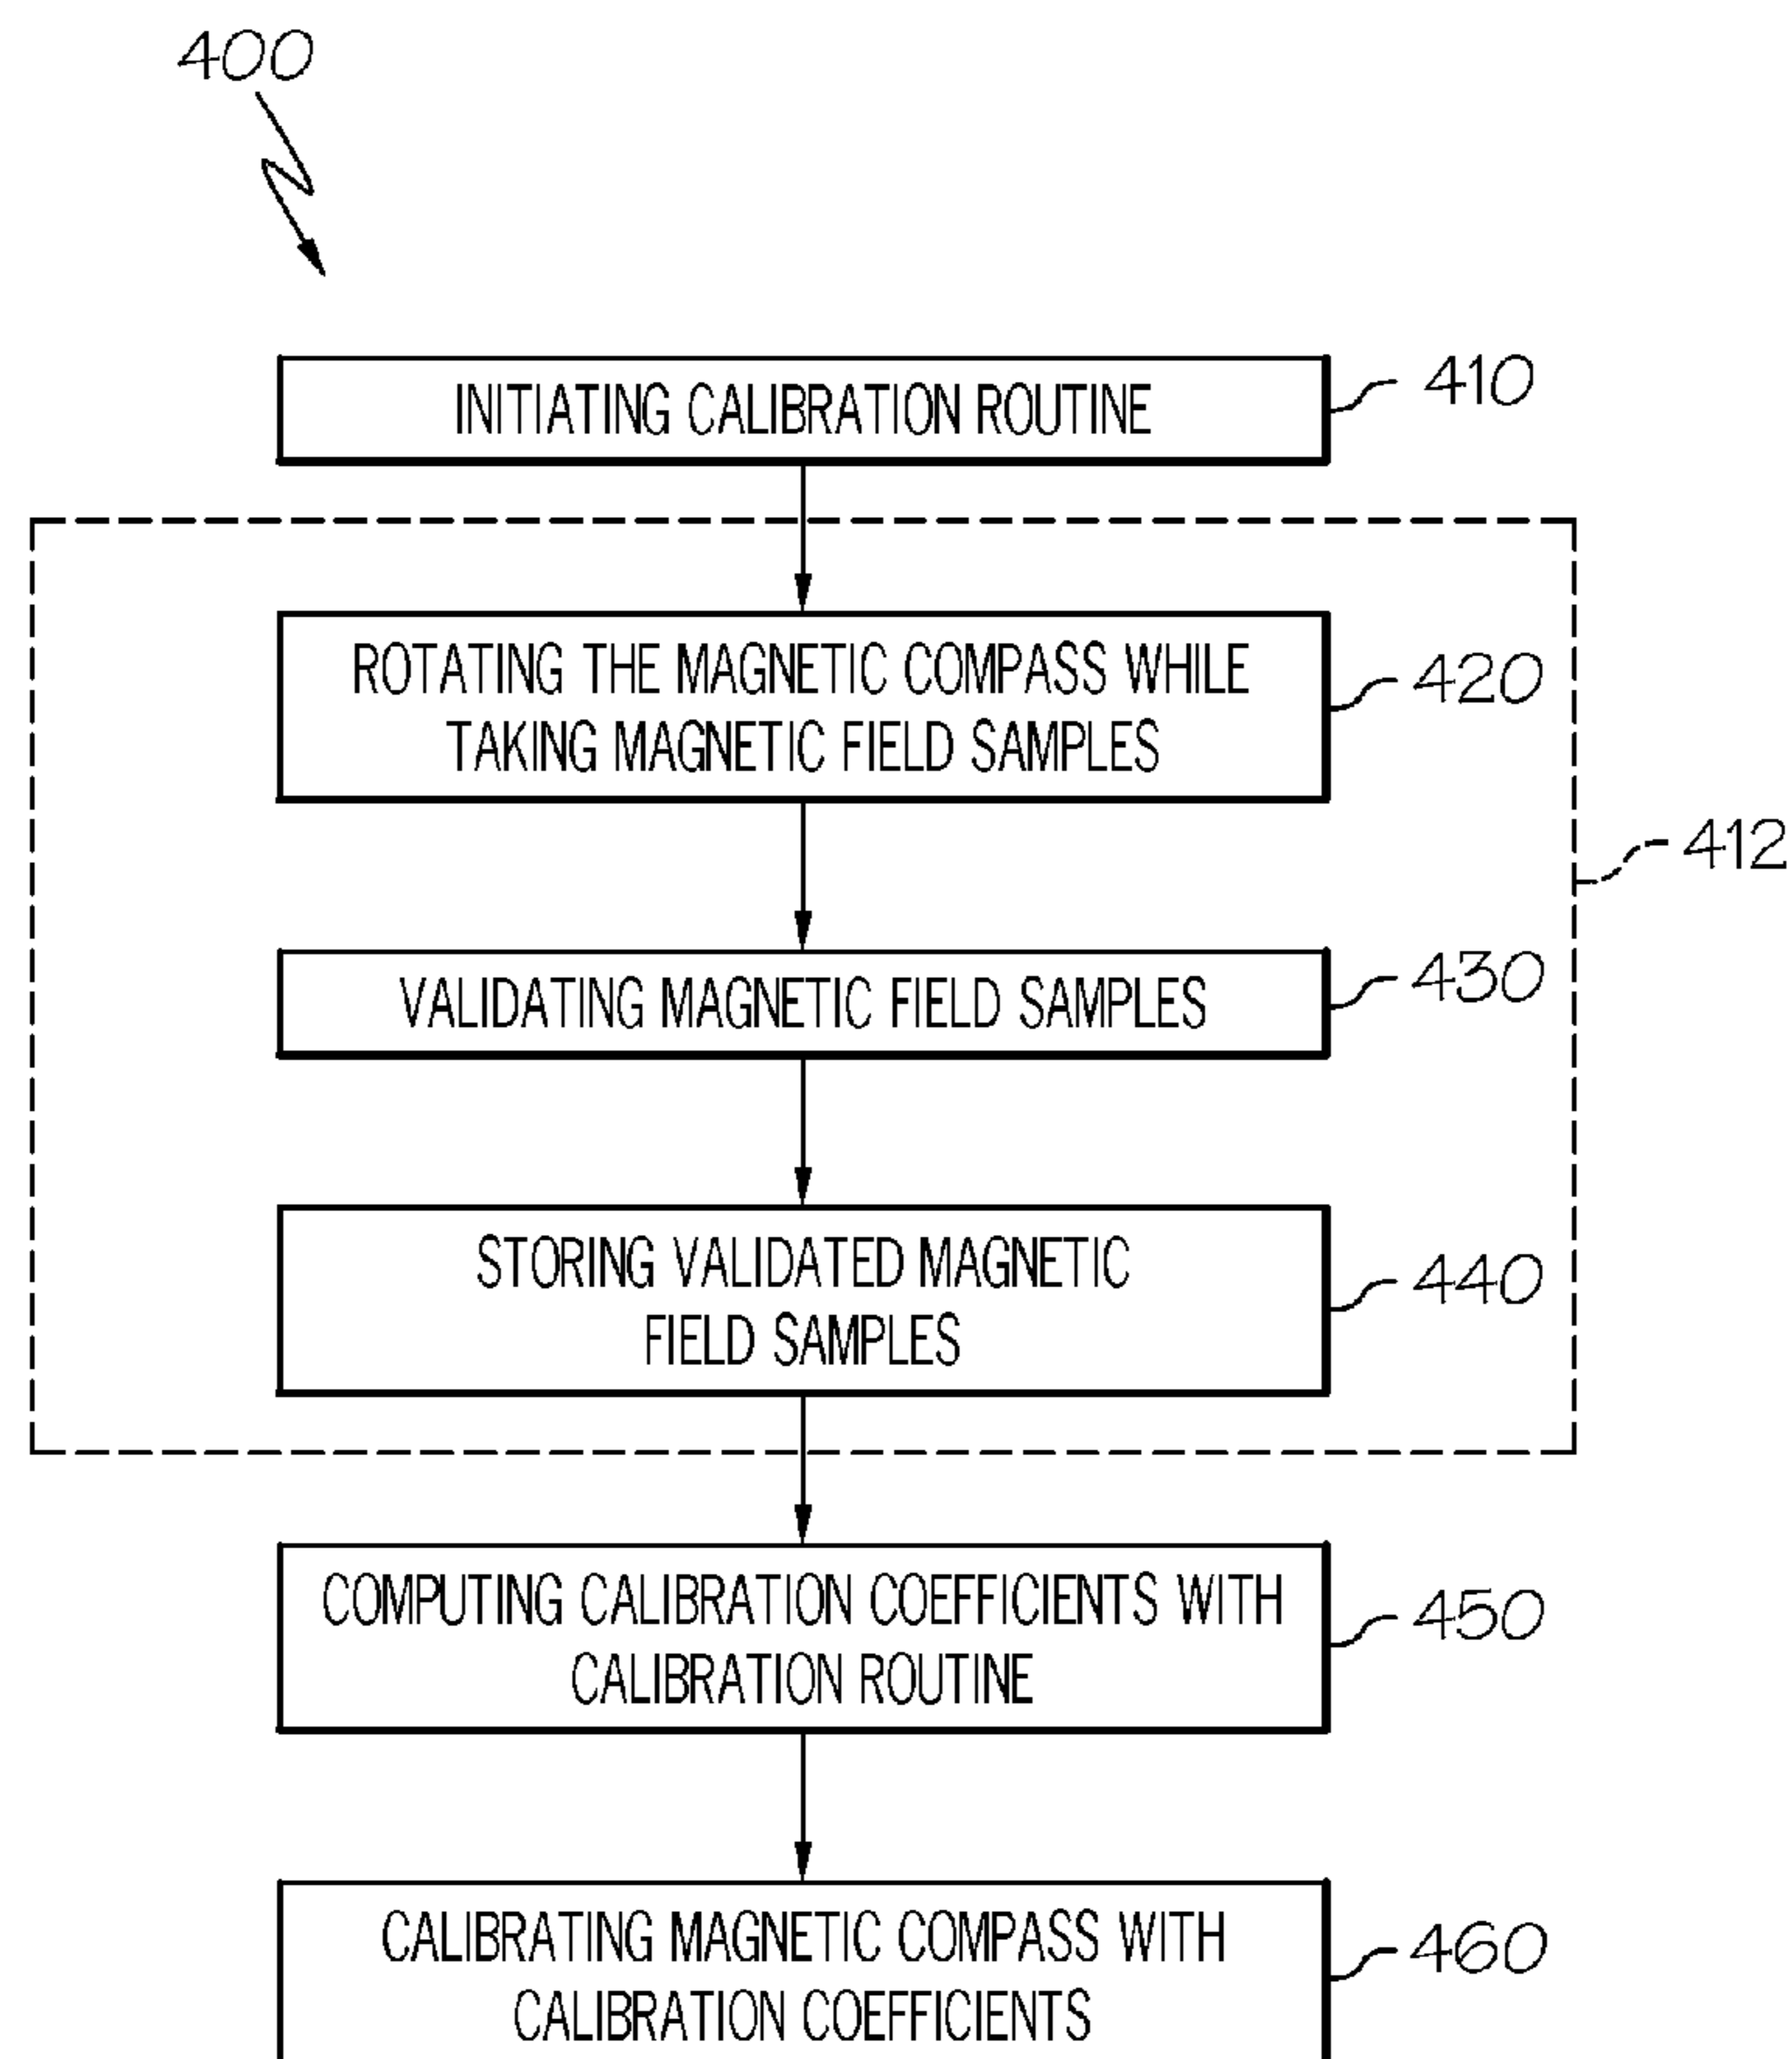 400
INITIATING CALIBRATION ROUTINE
410
ROTATING THE MAGNETIC COMPASS WHILE
TAKING MAGNETIC FIELD SAMPLES
420
412
VALIDATING MAGNETIC FIELD SAMPLES
430
STORING VALIDATED MAGNETIC
FIELD SAMPLES
440
COMPUTING CALIBRATION COEFFICIENTS WITH
CALIBRATION ROUTINE
450
CALIBRATING MAGNETIC COMPASS WITH
CALIBRATION COEFFICIENTS
460